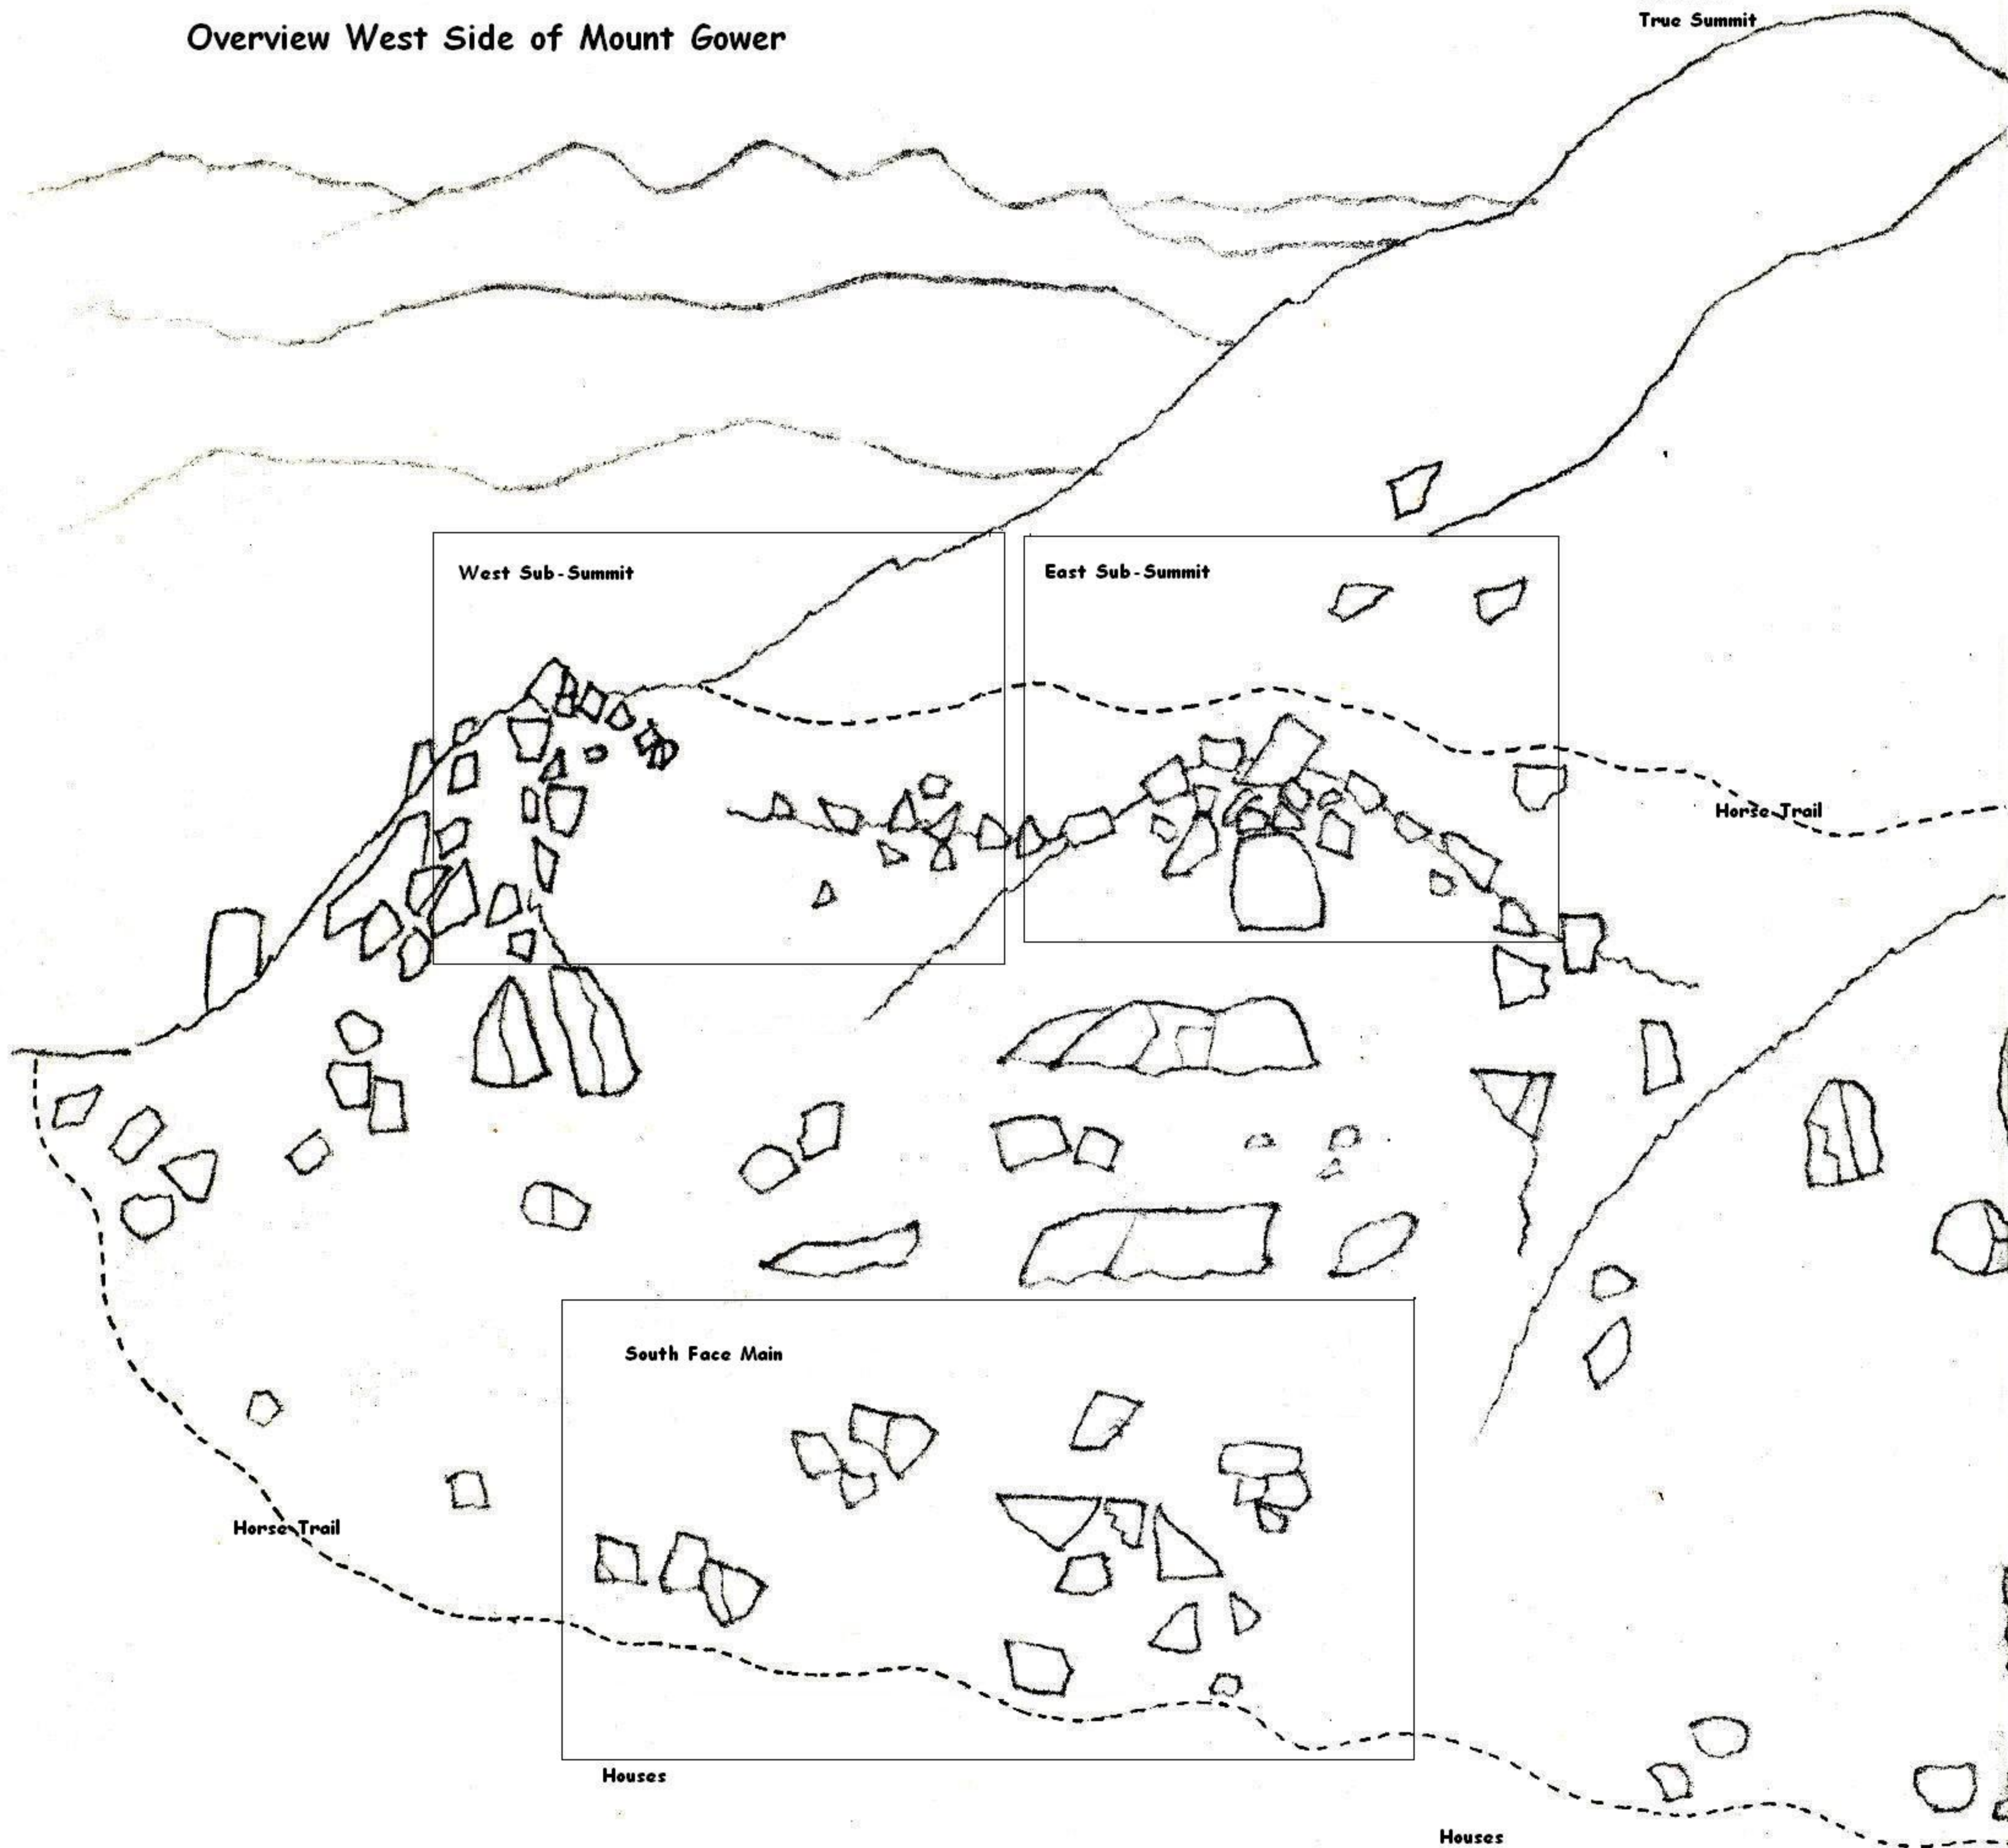 True Summit
Overview West Side of Mount Gower
West Sub-Summit
East Sub-Summit
Horse Trail
South Face Main
Horse Trail
Houses
Houses